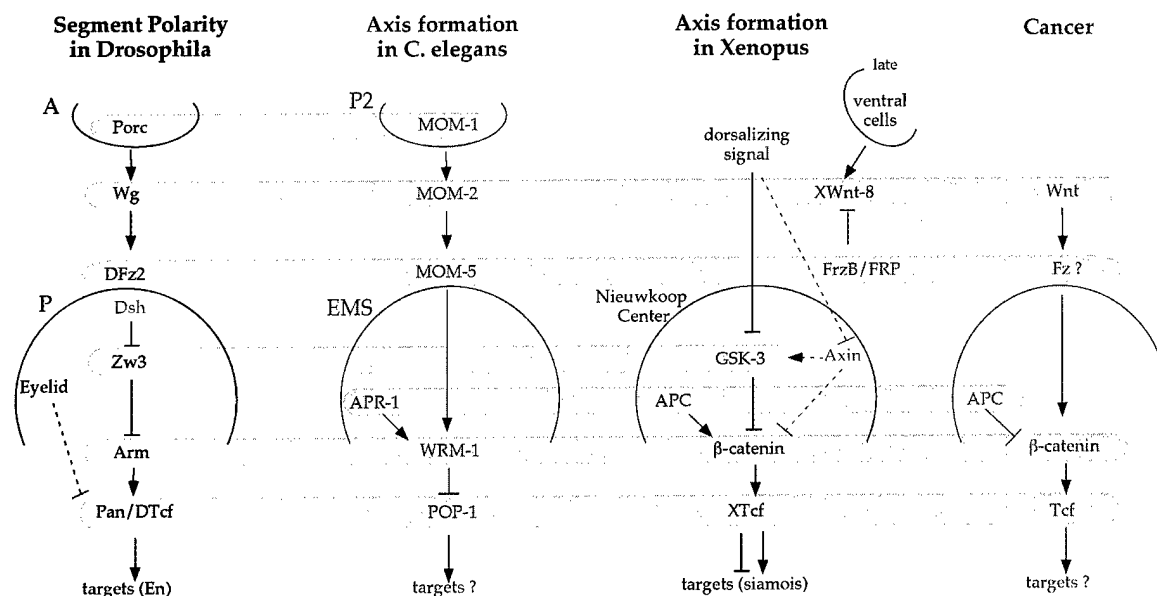 Segment Polarity
in Drosophila
Axis formation
in C. elegans
Axis formation
in Xenopus
Cancer
A
Porc
Wg
DFz2
P
Dsh
Zw3
Eyelid
Arm
Pan/DTcf
targets (En)
P2
MOM-1
MOM-2
MOM-5
EMS
APR-1
WRM-1
POP-1
targets ?
late
ventral
cells
dorsalizing
signal
XWnt-8
FrzB/FRP
Nieuwkoop
Center
GSK-3
Axin
APC
β-catenin
XTcf
targets (siamois)
Wnt
Fz ?
APC
β-catenin
Tcf
targets ?